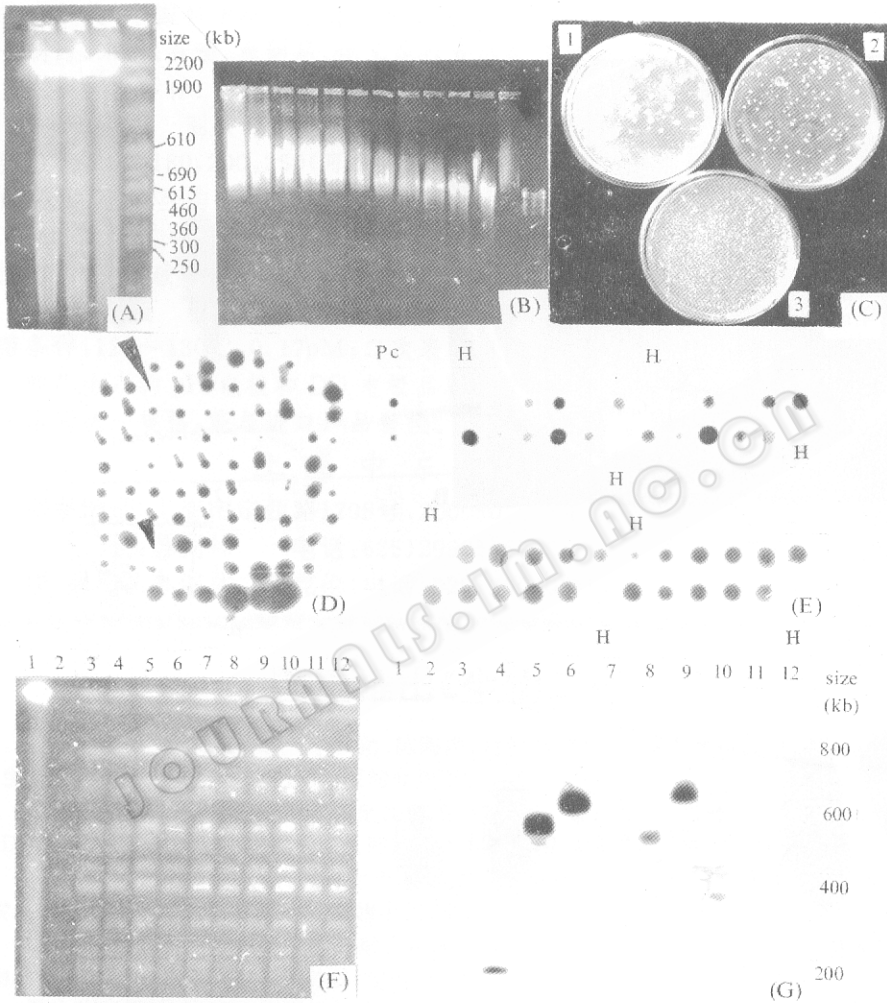 size (kb)
2200
1900
610
690
615
460
360
300
250
(A)
(B)
1
2
3
(C)
Pc H H
H
H
H H
(D)
(E)
H H
1 2 3 4 5 6 7 8 9 10 11 12
(F)
1 2 3 4 5 6 7 8 9 10 11 12
size
(kb)
800
600
400
200
(G)
JOURNALS.IM.AC.CN